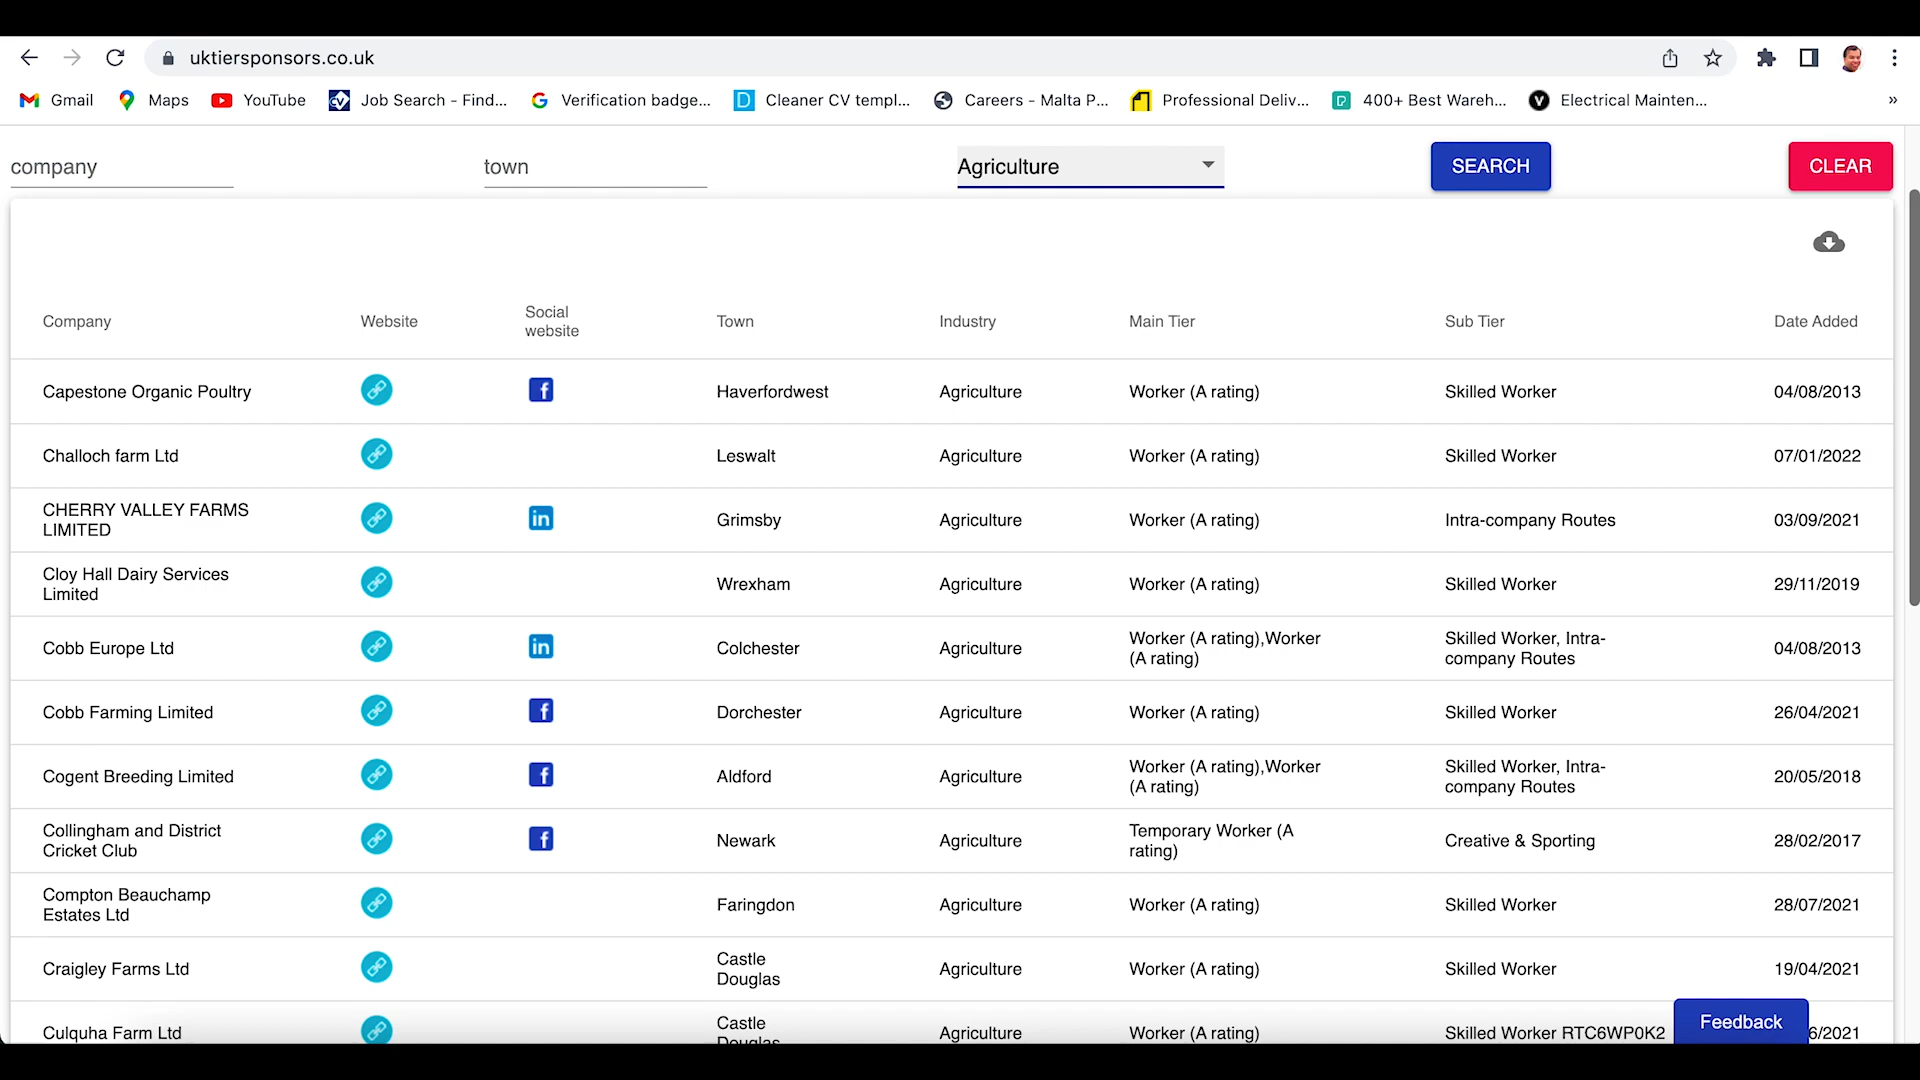 uktiersponsors.co.uk
Gmail Maps YouTube Job Search - Find... Verification badge... Cleaner CV templ... Careers - Malta P... Professional Deliv... 400+ Best Wareh... Electrical Mainten... »
company town Agriculture SEARCH CLEAR
Company Website Social website Town Industry Main Tier Sub Tier Date Added
Capestone Organic Poultry Haverfordwest Agriculture Worker (A rating) Skilled Worker 04/08/2013
Challoch farm Ltd Leswalt Agriculture Worker (A rating) Skilled Worker 07/01/2022
CHERRY VALLEY FARMS LIMITED Grimsby Agriculture Worker (A rating) Intra-company Routes 03/09/2021
Cloy Hall Dairy Services Limited Wrexham Agriculture Worker (A rating) Skilled Worker 29/11/2019
Cobb Europe Ltd Colchester Agriculture Worker (A rating),Worker (A rating) Skilled Worker, Intra-company Routes 04/08/2013
Cobb Farming Limited Dorchester Agriculture Worker (A rating) Skilled Worker 26/04/2021
Cogent Breeding Limited Aldford Agriculture Worker (A rating),Worker (A rating) Skilled Worker, Intra-company Routes 20/05/2018
Collingham and District Cricket Club Newark Agriculture Temporary Worker (A rating) Creative & Sporting 28/02/2017
Compton Beauchamp Estates Ltd Faringdon Agriculture Worker (A rating) Skilled Worker 28/07/2021
Craigley Farms Ltd Castle Douglas Agriculture Worker (A rating) Skilled Worker 19/04/2021
Culquha Farm Ltd Castle Douglas Agriculture Worker (A rating) Skilled Worker RTC6WP0K2 6/2021
Feedback